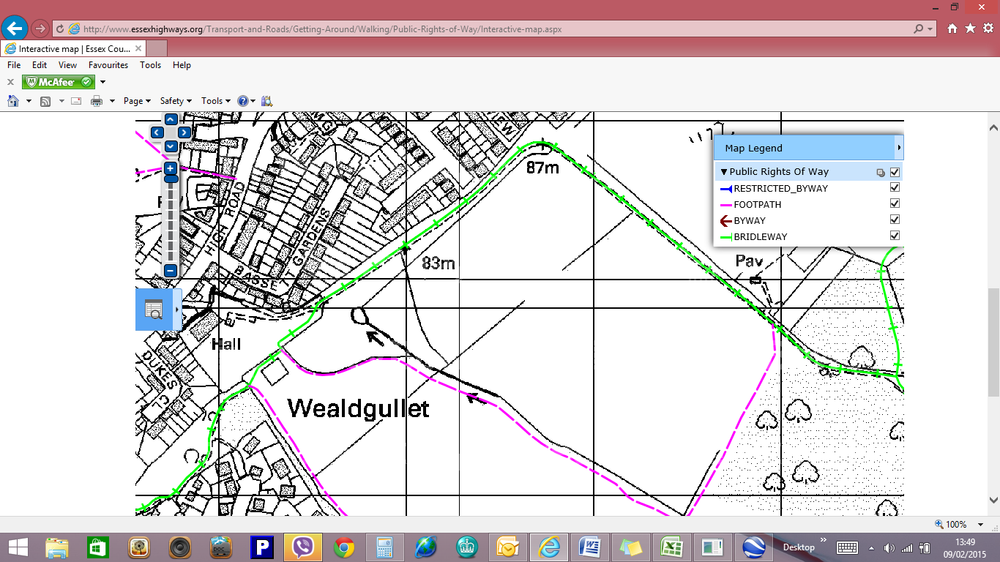 http://www.essexhighways.org/Transport-and-Roads/Getting-Around/Walking/Public-Rights-of-Way/Interactive-map.aspx
Interactive map | Essex Cou...
File Edit View Favourites Tools Help
x McAfee
Page Safety Tools
Map Legend
Public Rights Of Way
RESTRICTED_BYWAY
FOOTPATH
BYWAY
BRIDLEWAY
87m
HIGH ROAD
BASSETT GARDENS
83m
Pav
Hall
DUKES CL
Wealdgullet
100%
DOC
P
Desktop
13:49
09/02/2015